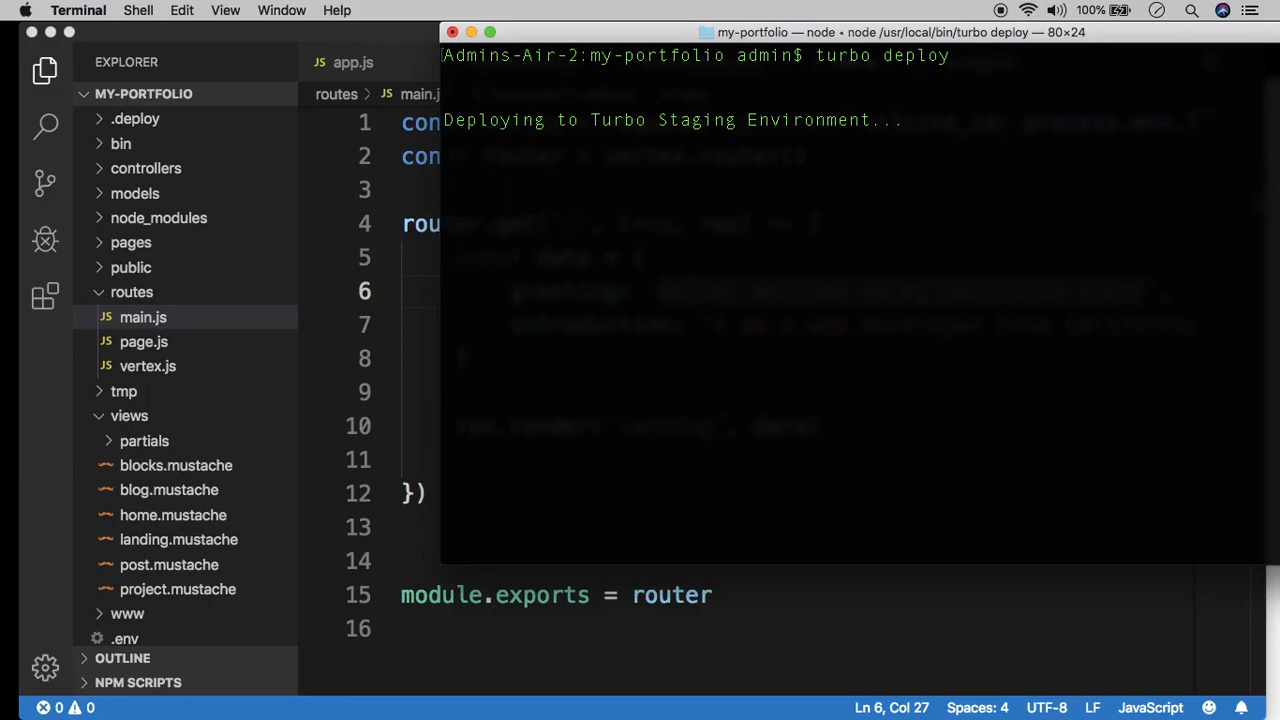 Terminal Shell Edit View Window Help 100%
my-portfolio — node ◂ node /usr/local/bin/turbo deploy — 80×24
Admins-Air-2:my-portfolio admin$ turbo deploy
Deploying to Turbo Staging Environment...
EXPLORER
MY-PORTFOLIO
.deploy
bin
controllers
models
node_modules
pages
public
routes
JS main.js
JS page.js
JS vertex.js
tmp
views
partials
blocks.mustache
blog.mustache
home.mustache
landing.mustache
post.mustache
project.mustache
www
.env
OUTLINE
NPM SCRIPTS
JS app.js
routes > JS main.j
1 con
2 con
3
4 rou
5
6
7
8
9
10
11
12 })
13
14
15 module.exports = router
16
0 0 Ln 6, Col 27 Spaces: 4 UTF-8 LF JavaScript